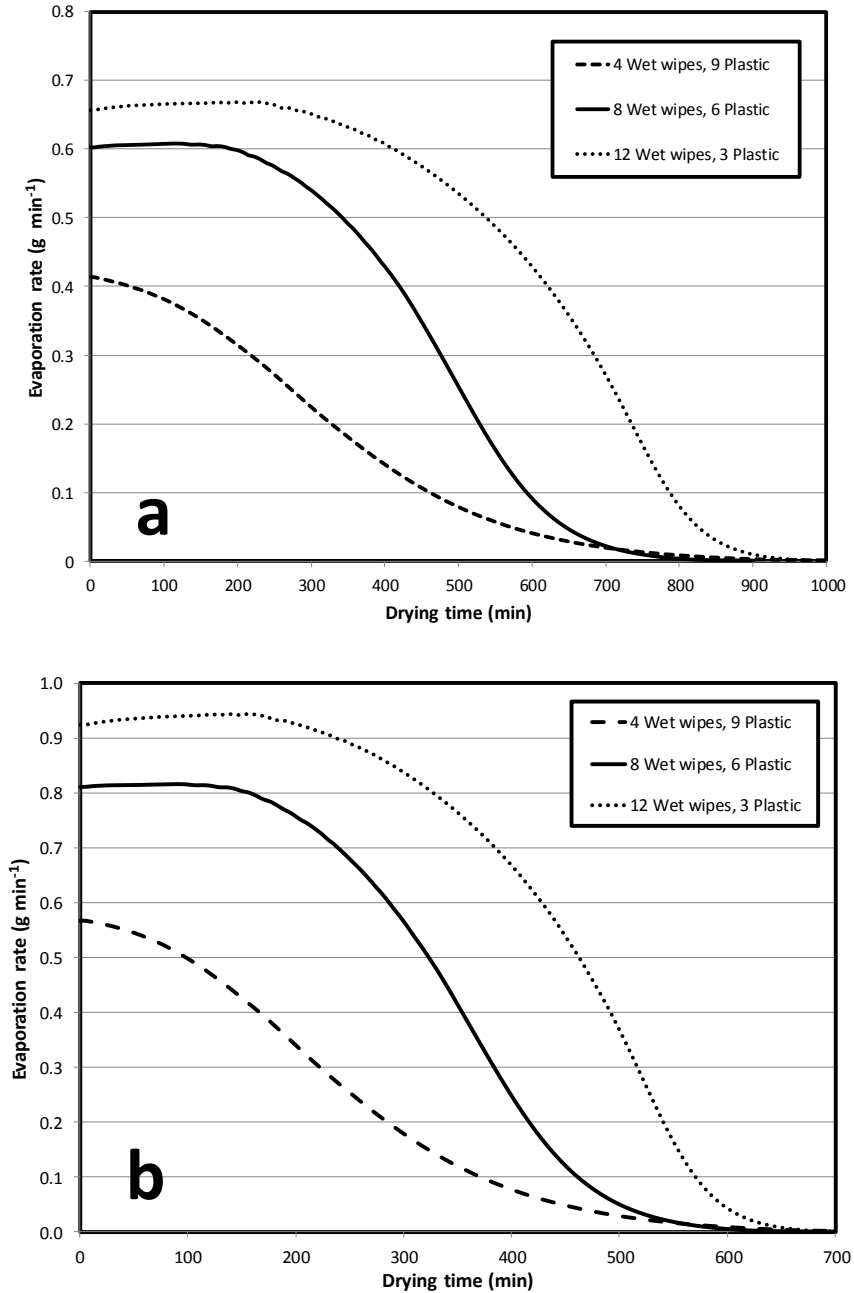 0.8
0.7
0.6
0.5
0.4
0.3
0.2
0.1
0
Evaporation rate (g min⁻¹)
4 Wet wipes, 9 Plastic
8 Wet wipes, 6 Plastic
12 Wet wipes, 3 Plastic
a
0 100 200 300 400 500 600 700 800 900 1000
Drying time (min)
1.0
0.9
0.8
0.7
0.6
0.5
0.4
0.3
0.2
0.1
0.0
Evaporation rate (g min⁻¹)
4 Wet wipes, 9 Plastic
8 Wet wipes, 6 Plastic
12 Wet wipes, 3 Plastic
b
0 100 200 300 400 500 600 700
Drying time (min)